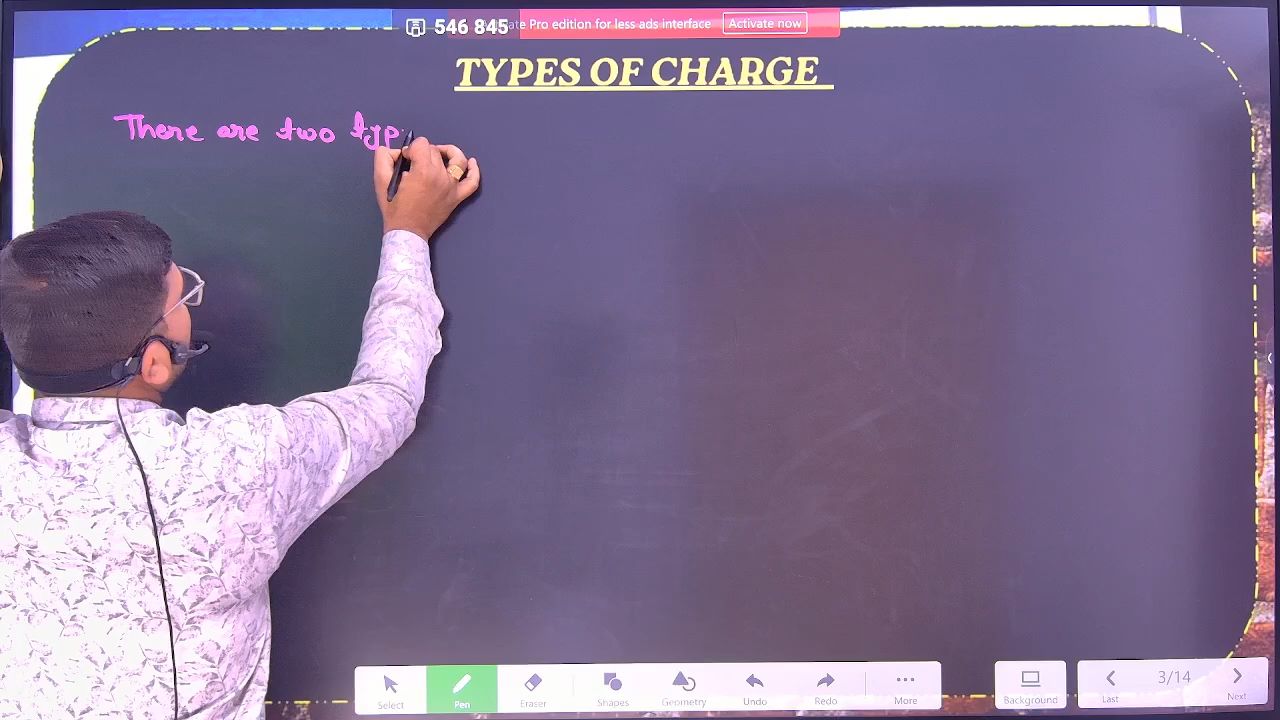 546 845 ate Pro edition for less ads interface Activate now
TYPES OF CHARGE
There are two typ
Select Pen Eraser Shapes Geometry Undo Redo More Background Last 3/14 Next